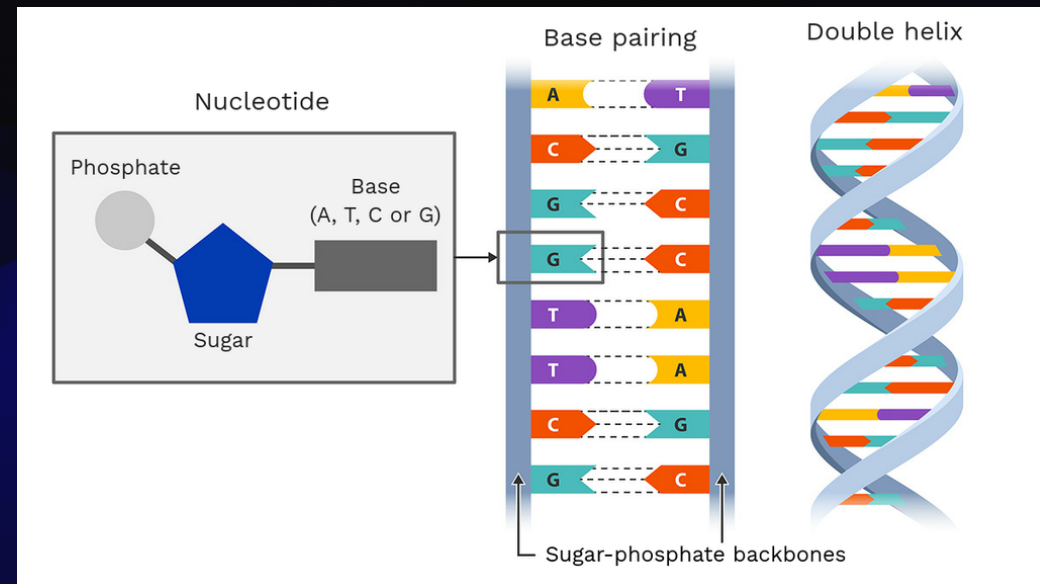 Nucleotide
Phosphate
Base
(A, T, C or G)
Sugar
Base pairing
A T
C G
G C
G C
T A
T A
C G
G C
Sugar-phosphate backbones
Double helix